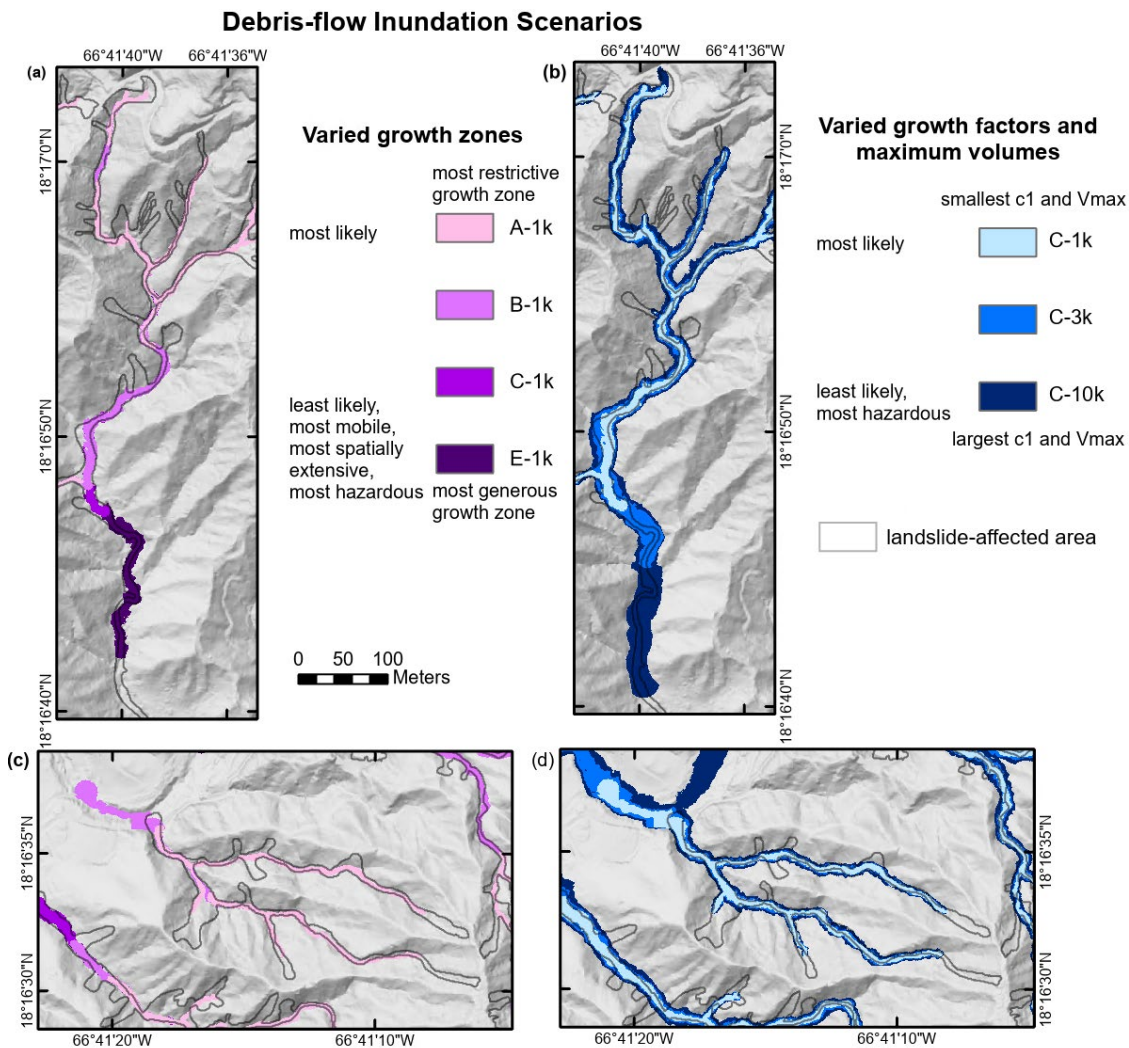 Debris-flow Inundation Scenarios
66°41'40"W 66°41'36"W
(a)
18°17'0"N
18°16'50"N
18°16'40"N
Varied growth zones
most restrictive
growth zone
most likely
A-1k
B-1k
C-1k
least likely,
most mobile,
most spatially
extensive,
most hazardous
E-1k
most generous
growth zone
0 50 100
Meters
66°41'40"W 66°41'36"W
(b)
18°17'0"N
18°16'50"N
18°16'40"N
Varied growth factors and
maximum volumes
smallest c1 and Vmax
most likely
C-1k
C-3k
least likely,
most hazardous
C-10k
largest c1 and Vmax
landslide-affected area
(c)
18°16'35"N
18°16'30"N
66°41'20"W 66°41'10"W
(d)
18°16'35"N
18°16'30"N
66°41'20"W 66°41'10"W